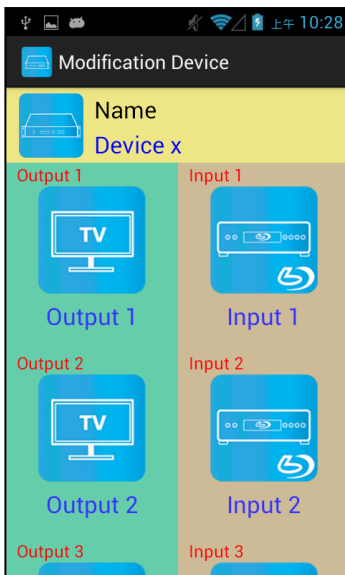 上午 10:28
Modification Device
Name
Device x
Output 1 Input 1
TV
Output 1 Input 1
Output 2 Input 2
TV
Output 2 Input 2
Output 3 Input 3